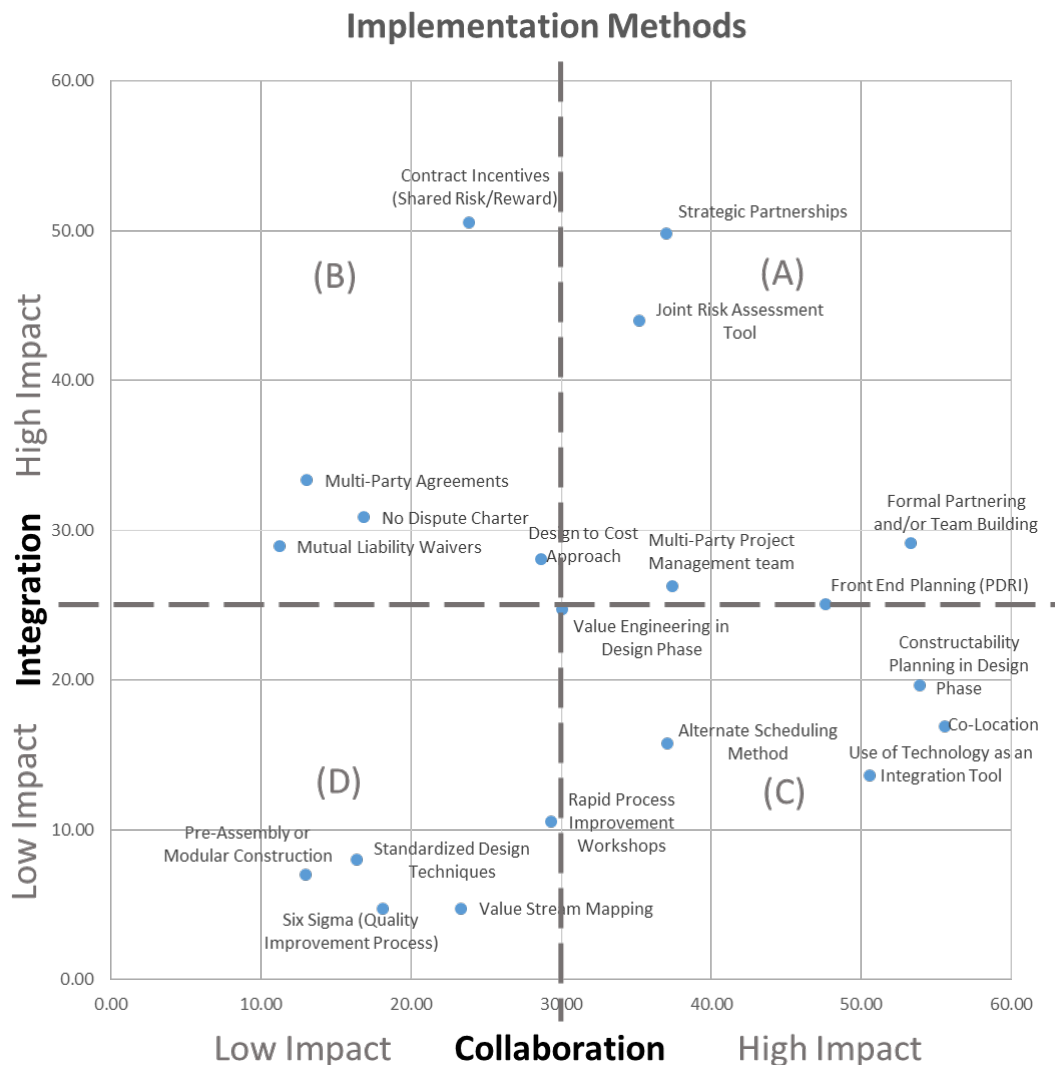 Implementation Methods
60.00
Contract Incentives
(Shared Risk/Reward)
Strategic Partnerships
50.00
(B)
(A)
Joint Risk Assessment
Tool
40.00
High Impact
Multi-Party Agreements
No Dispute Charter
Mutual Liability Waivers
30.00
Design to Cost
Approach
Multi-Party Project
Management team
Formal Partnering
and/or Team Building
Front End Planning (PDRI)
Integration
Value Engineering in
Design Phase
Constructability
Planning in Design
Phase
20.00
Co-Location
Alternate Scheduling
Method
Use of Technology as an
Integration Tool
(D)
(C)
Low Impact
10.00
Rapid Process
Improvement
Workshops
Pre-Assembly or
Modular Construction
Standardized Design
Techniques
Six Sigma (Quality
Improvement Process)
Value Stream Mapping
0.00
0.00 10.00 20.00 30.00 40.00 50.00 60.00
Low Impact Collaboration High Impact